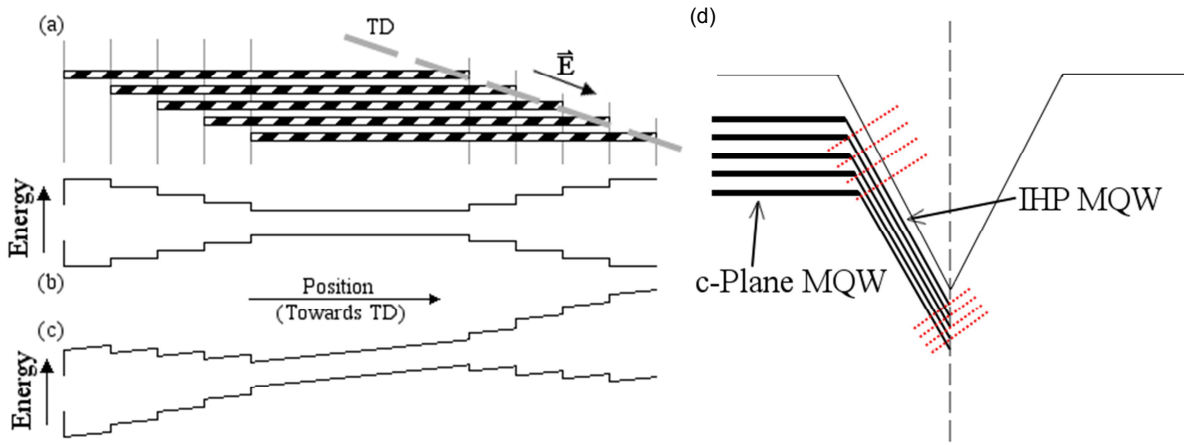 (a)
TD
E
Energy
(b)
Position
(Towards TD)
(c)
Energy
(d)
IHP MQW
c-Plane MQW